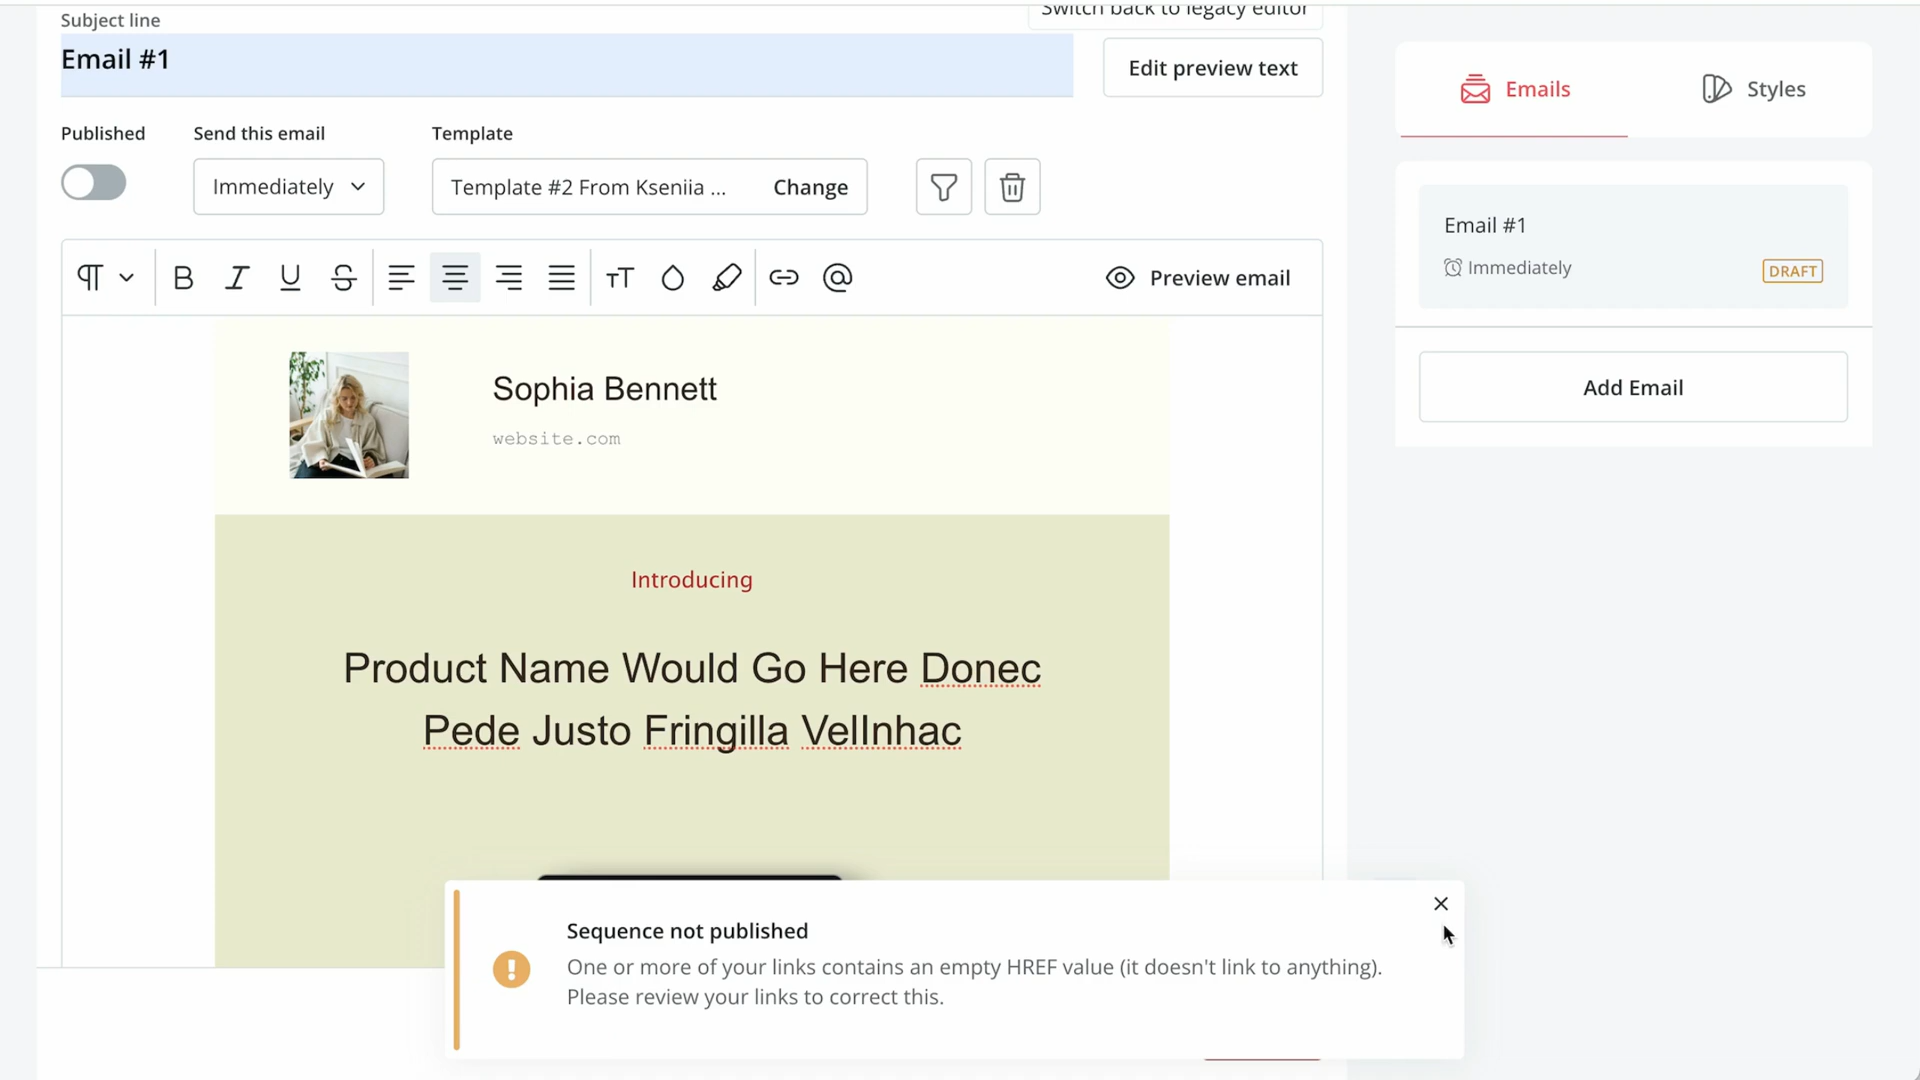 Subject line
Switch back to legacy editor
Email #1
Edit preview text
Emails
Styles
Published
Send this email
Template
Immediately
Template #2 From Kseniia ...
Change
Email #1
Immediately
DRAFT
Preview email
Add Email
Sophia Bennett
website.com
Introducing
Product Name Would Go Here Donec
Pede Justo Fringilla VelInhac
Sequence not published
One or more of your links contains an empty HREF value (it doesn't link to anything).
Please review your links to correct this.